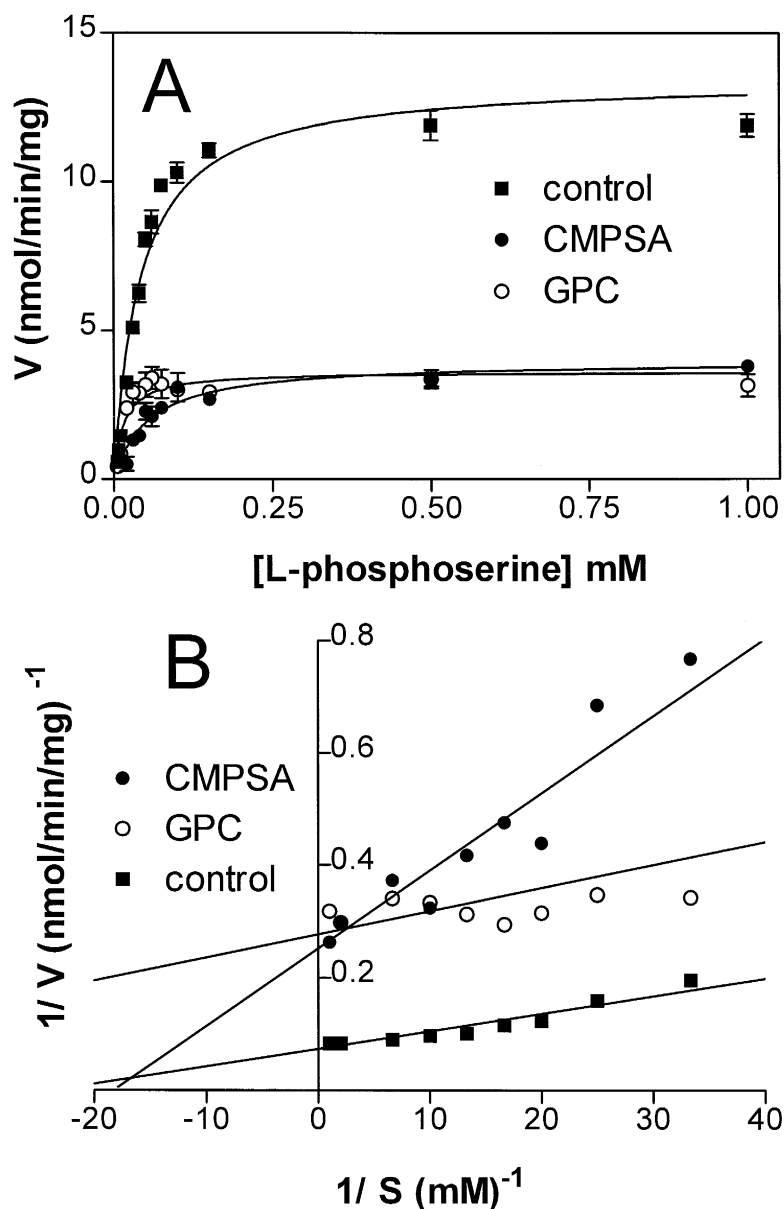 15
A
10
control
CMPSA
GPC
5
0
V (nmol/min/mg)
0.00 0.25 0.50 0.75 1.00
[L-phosphoserine] mM
0.8
B
0.6
CMPSA
GPC
control
0.4
0.2
1/ V (nmol/min/mg) -1
-20 -10 0 10 20 30 40
1/ S (mM)-1